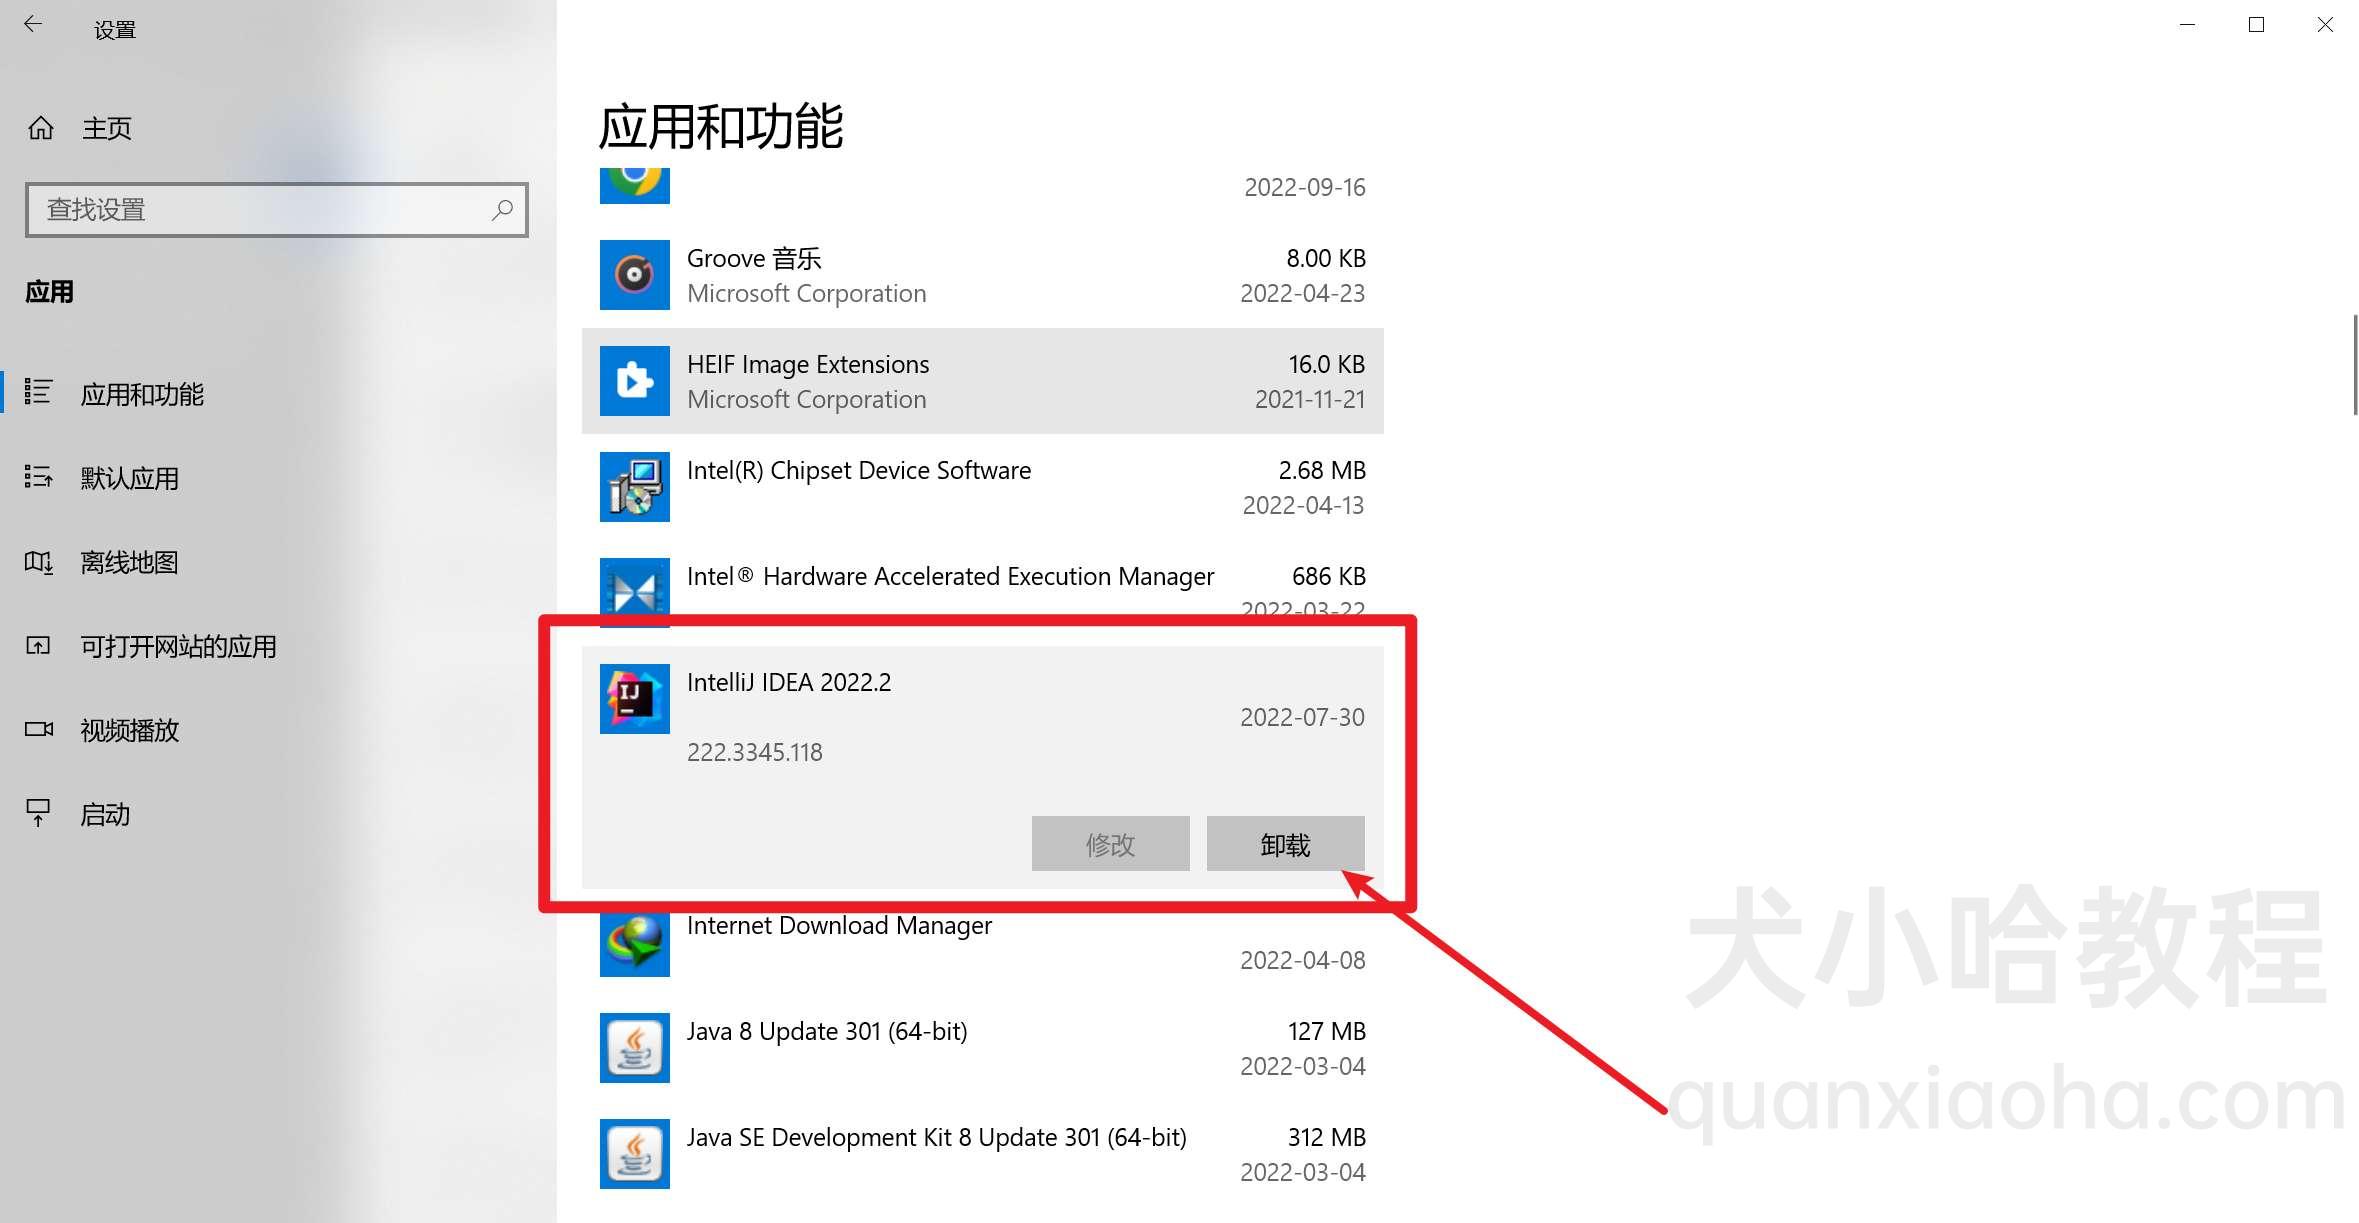 设置
主页
查找设置
应用
应用和功能
默认应用
离线地图
可打开网站的应用
视频播放
启动
应用和功能
2022-09-16
Groove 音乐 8.00 KB
Microsoft Corporation 2022-04-23
HEIF Image Extensions 16.0 KB
Microsoft Corporation 2021-11-21
Intel(R) Chipset Device Software 2.68 MB
2022-04-13
Intel® Hardware Accelerated Execution Manager 686 KB
2022-03-22
IntelliJ IDEA 2022.2
IJ
2022-07-30
222.3345.118
修改 卸载
Internet Download Manager
2022-04-08
Java 8 Update 301 (64-bit) 127 MB
2022-03-04
Java SE Development Kit 8 Update 301 (64-bit) 312 MB
2022-03-04
犬小哈教程
quanxiaoha.com